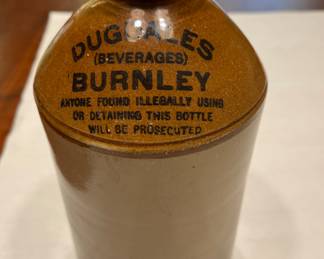 DUGDALES
(BEVERAGES)
BURNLEY
ANYONE FOUND ILLEGALLY USING
OR DETAINING THIS BOTTLE
WILL BE PROSECUTED